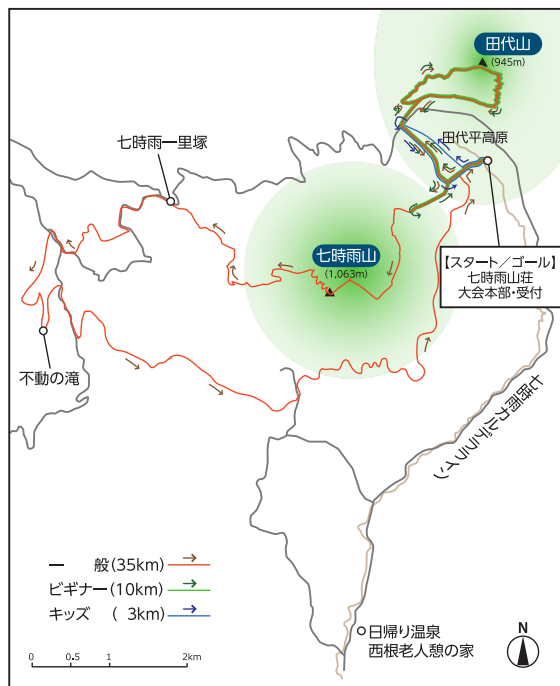 田代山
(945m)
田代平高原
七時雨一里塚
七時雨山
(1,063m)
【スタート／ゴール】
七時雨山荘
大会本部・受付
不動の滝
七時雨カルデラライン
一　般(35km)
ビギナー(10km)
キッズ　(　3km)
0　0.5　1　2km
日帰り温泉
西根老人憩の家
N